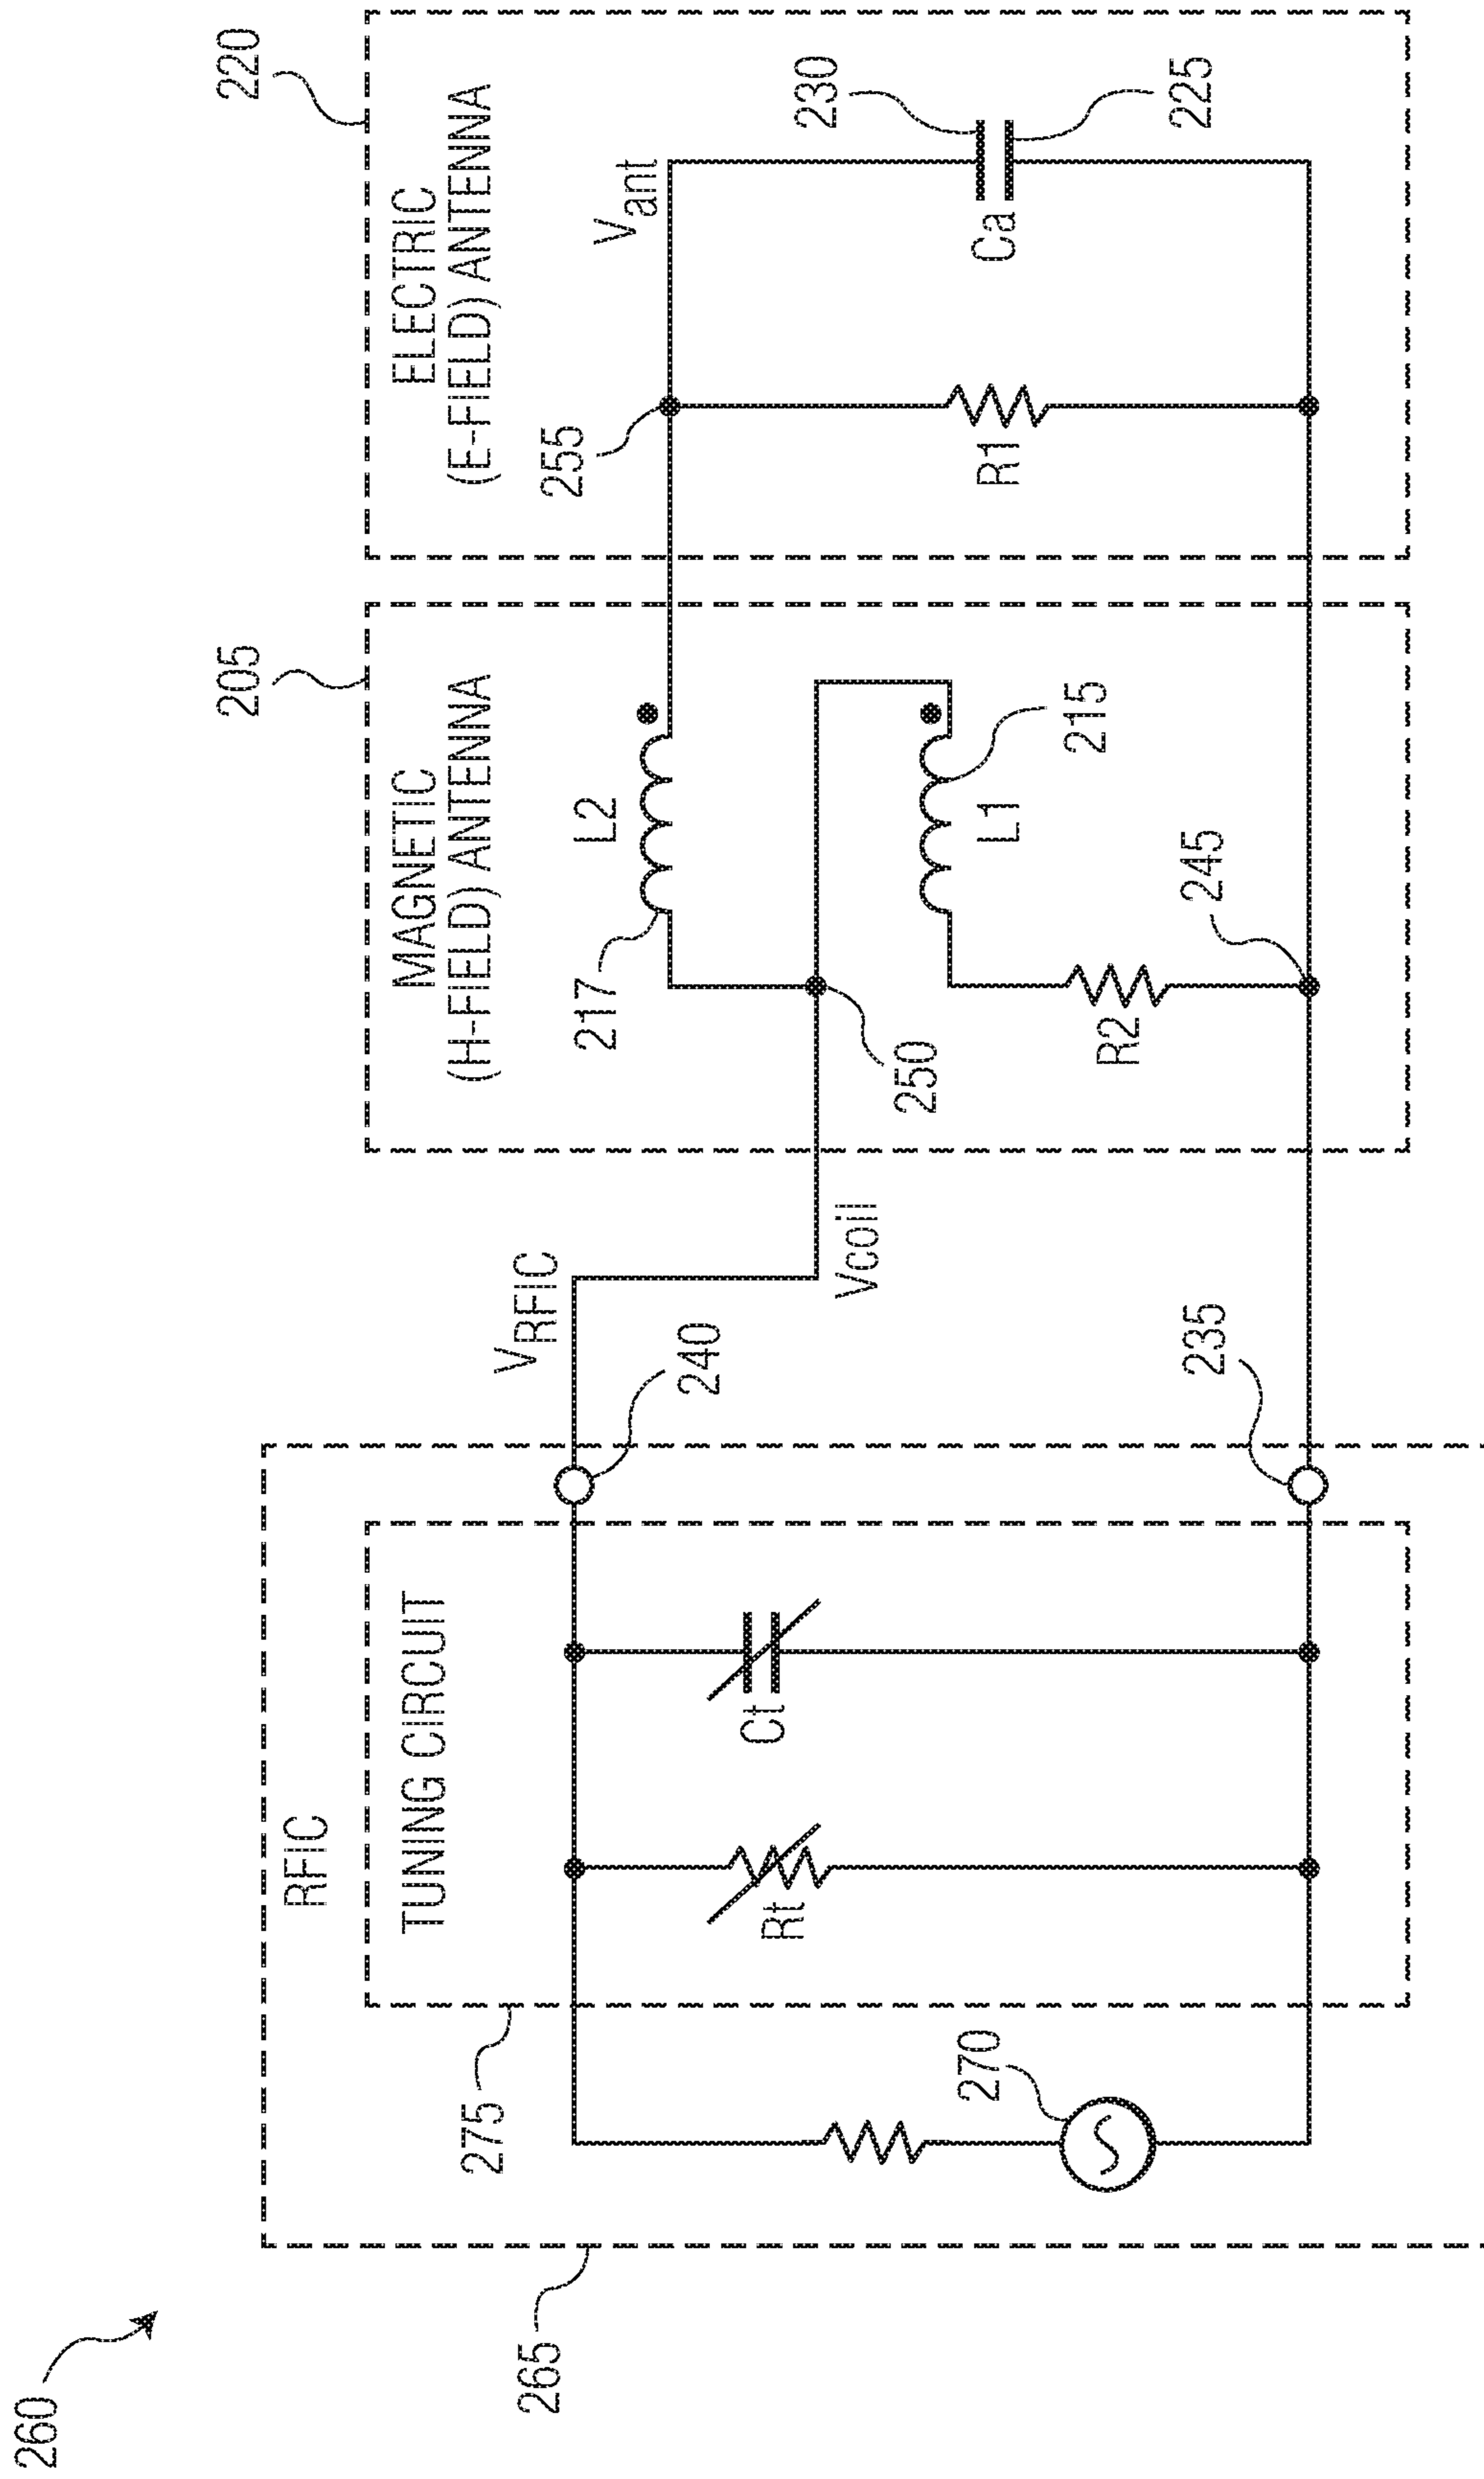 260
265
RFIC
275
TUNING CIRCUIT
270
Rt
Ct
240
235
VRFIC
Vcoil
205
MAGNETIC
(H-FIELD) ANTENNA
217
L2
250
L1
215
R2
245
220
ELECTRIC
(E-FIELD) ANTENNA
255
Vant
R1
Ca
230
225